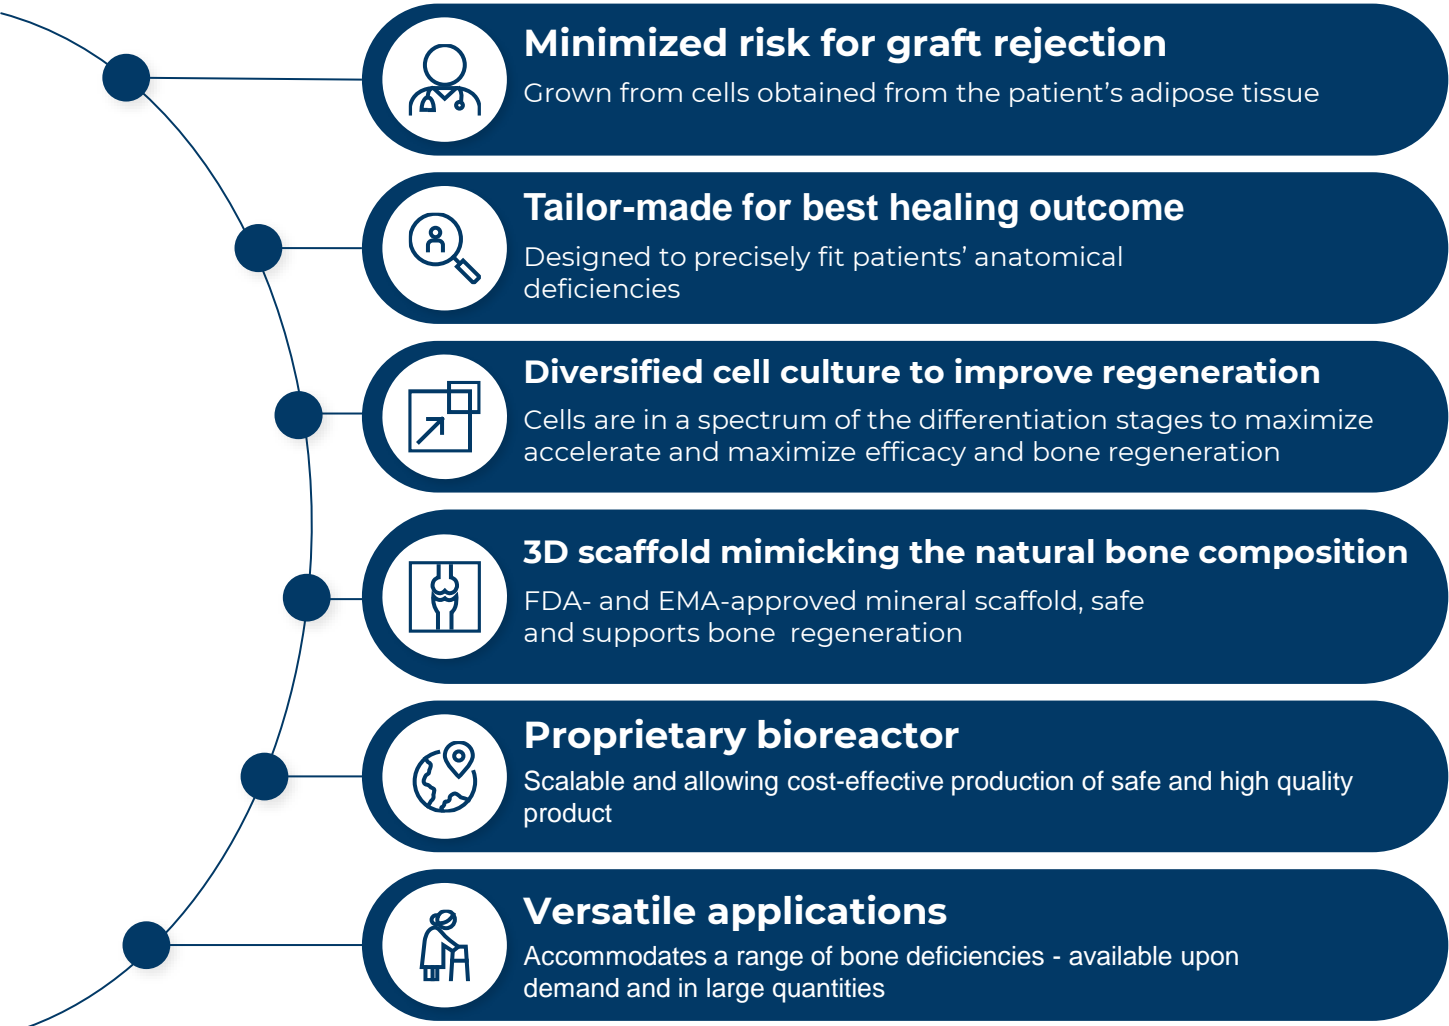 Minimized risk for graft rejection
Grown from cells obtained from the patient’s adipose tissue
Tailor-made for best healing outcome
Designed to precisely fit patients’ anatomical
deficiencies
Diversified cell culture to improve regeneration
Cells are in a spectrum of the differentiation stages to maximize
accelerate and maximize efficacy and bone regeneration
3D scaffold mimicking the natural bone composition
FDA- and EMA-approved mineral scaffold, safe
and supports bone  regeneration
Proprietary bioreactor
Scalable and allowing cost-effective production of safe and high quality
product
Versatile applications
Accommodates a range of bone deficiencies - available upon
demand and in large quantities